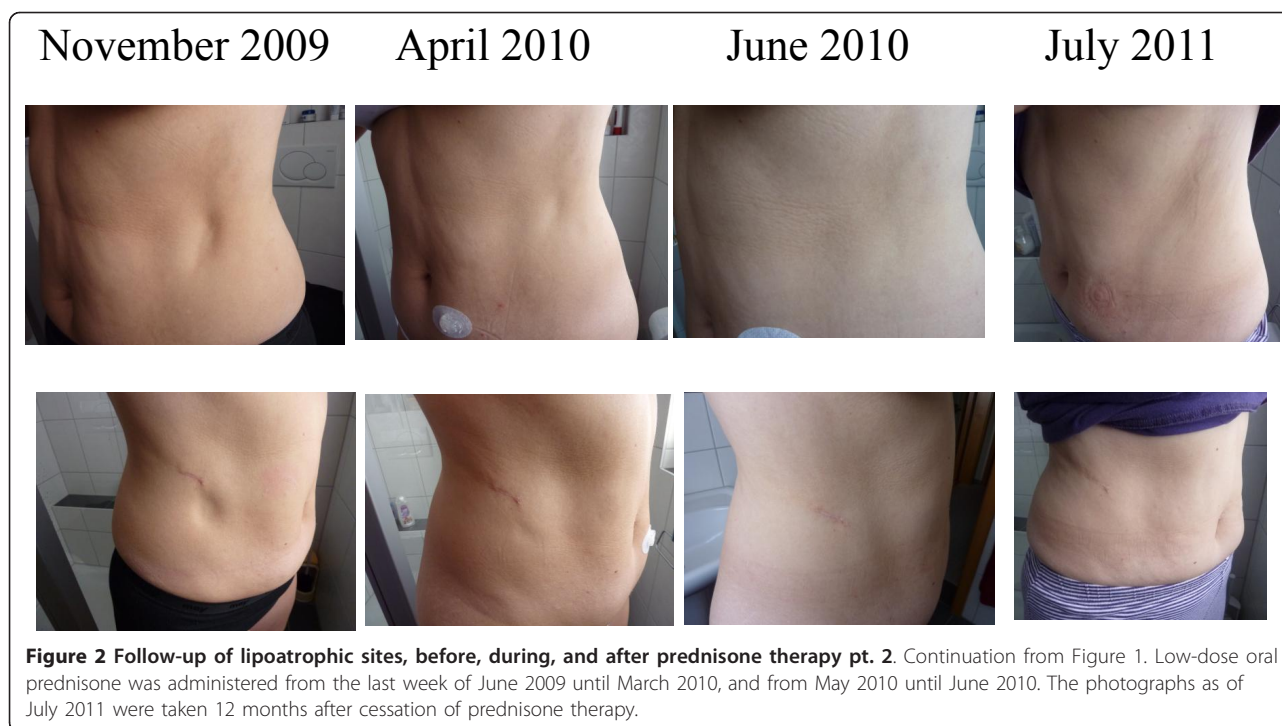 November 2009 April 2010 June 2010 July 2011
Figure 2 Follow-up of lipoatrophic sites, before, during, and after prednisone therapy pt. 2. Continuation from Figure 1. Low-dose oral
prednisone was administered from the last week of June 2009 until March 2010, and from May 2010 until June 2010. The photographs as of
July 2011 were taken 12 months after cessation of prednisone therapy.